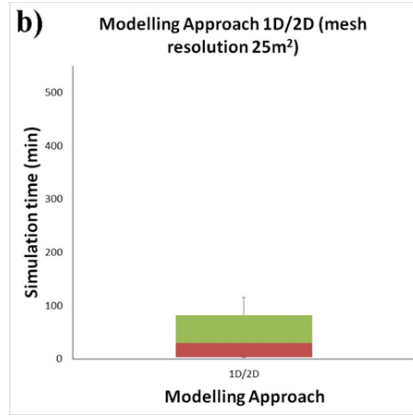 b)
Modelling Approach 1D/2D (mesh
resolution 25m²)
Simulation time (min)
500
400
300
200
100
0
1D/2D
Modelling Approach